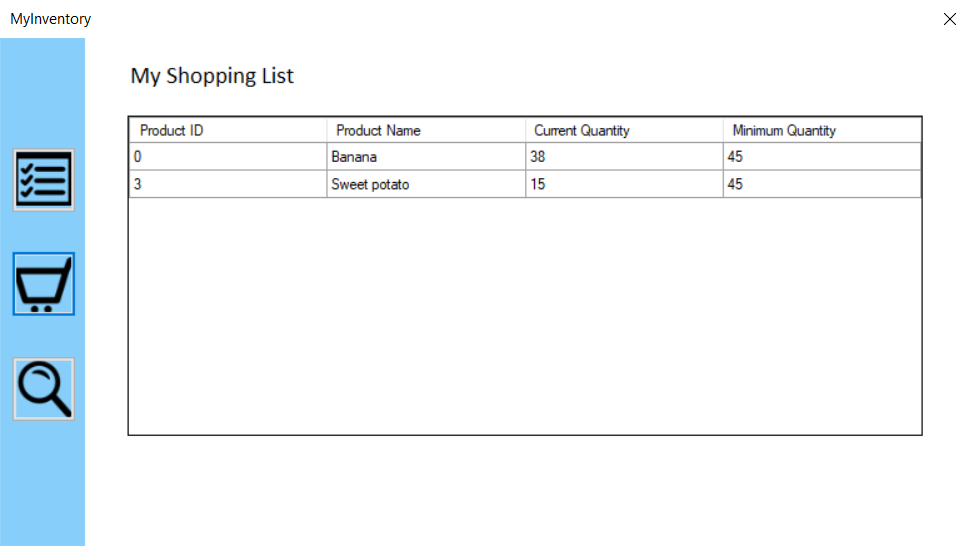 MyInventory
My Shopping List
Product ID Product Name Current Quantity Minimum Quantity
0 Banana 38 45
3 Sweet potato 15 45